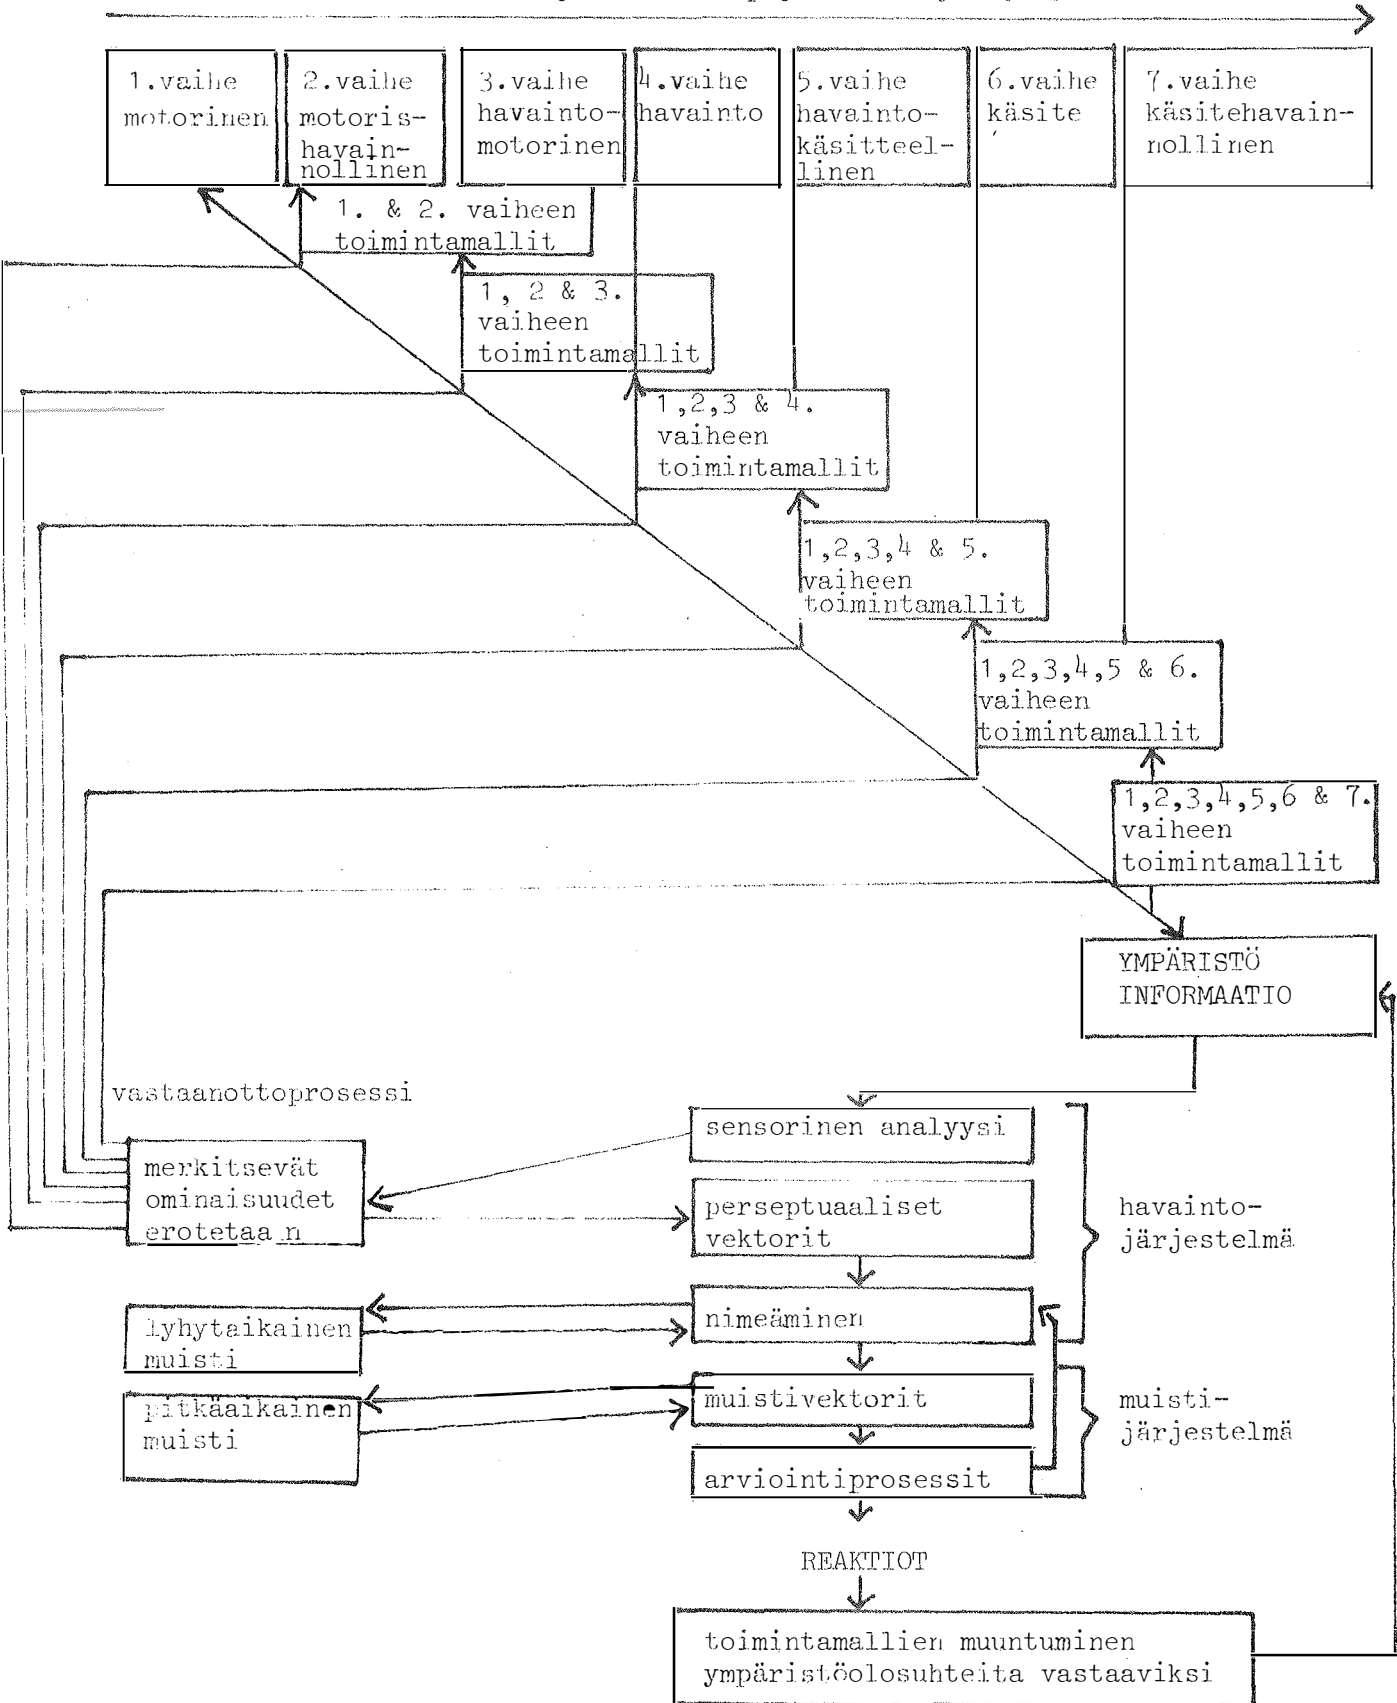 1.vaihe
motorinen
2.vaihe
motoris-
havain-
nollinen
3.vaihe
havainto-
motorinen
4.vaihe
havainto
5.vaihe
havainto-
käsitteel-
linen
6.vaihe
käsite
7.vaihe
käsitehavain-
nollinen
1. & 2. vaiheen
toimintamallit
1, 2 & 3.
vaiheen
toimintamallit
1,2,3 & 4.
vaiheen
toimintamallit
1,2,3,4 & 5.
vaiheen
toimintamallit
1,2,3,4,5 & 6.
vaiheen
toimintamallit
1,2,3,4,5,6 & 7.
vaiheen
toimintamallit
YMPÄRISTÖ
INFORMAATIO
vastaanottoprosessi
sensorinen analyysi
merkitsevät
ominaisuudet
erotetaan
perseptuaaliset
vektorit
havainto-
järjestelmä
nimeäminen
lyhytaikainen
muisti
muistivektorit
pitkäaikainen
muisti
muisti-
järjestelmä
arviointiprosessit
REAKTIOT
toimintamallien muuntuminen
ympäristöolosuhteita vastaaviksi